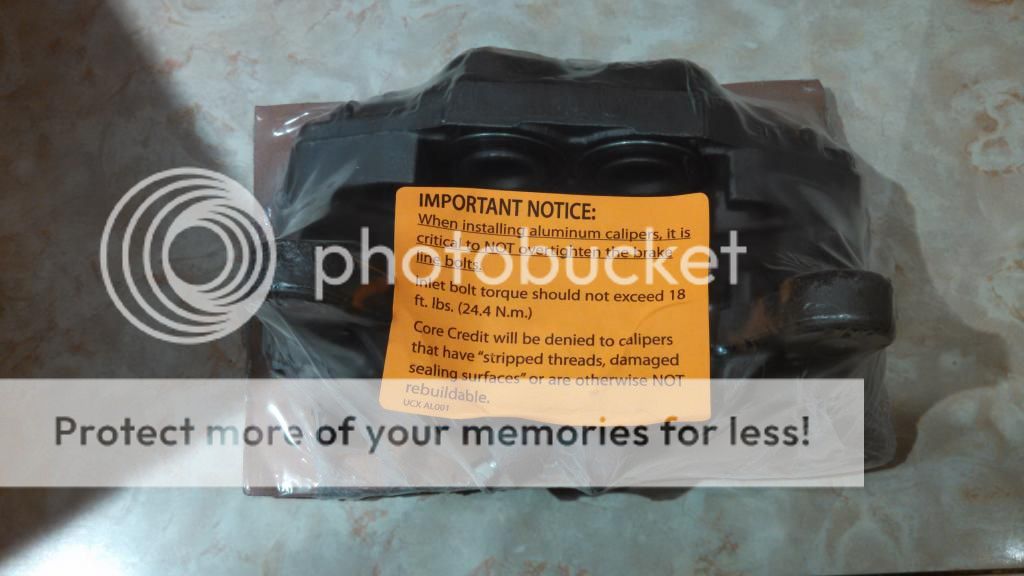 IMPORTANT NOTICE:
When installing aluminum calipers, it is
critical to NOT overtighten the brake
line bolts.
Inlet bolt torque should not exceed 18
ft. lbs. (24.4 N.m.)
Core Credit will be denied to calipers
that have "stripped threads, damaged
sealing surfaces" or are otherwise NOT
rebuildable.
UCX AL001
photobucket
Protect more of your memories for less!